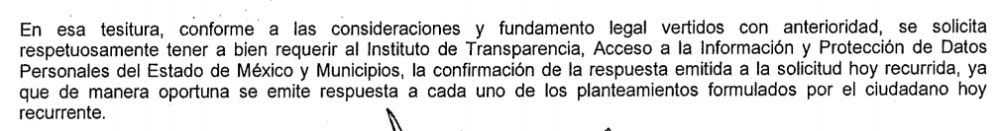 En esa tesitura, conforme a las consideraciones y fundamento legal vertidos con anterioridad, se solicita
respetuosamente tener a bien requerir al Instituto de Transparencia, Acceso a la Información y Protección de Datos
Personales del Estado de México y Municipios, la confirmación de la respuesta emitida a la solicitud hoy recurrida, ya
que de manera oportuna se emite respuesta a cada uno de los planteamientos formulados por el ciudadano hoy
recurrente.